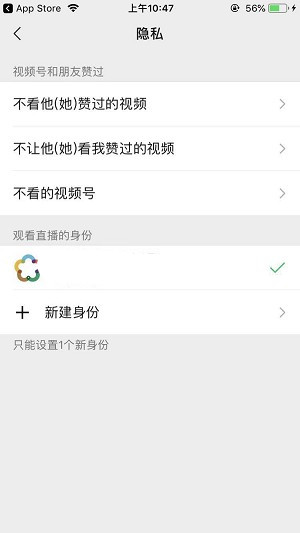 App Store 上午10:47 56%
隐私
视频号和朋友赞过
不看他(她)赞过的视频
不让他(她)看我赞过的视频
不看的视频号
观看直播的身份
新建身份
只能设置1个新身份